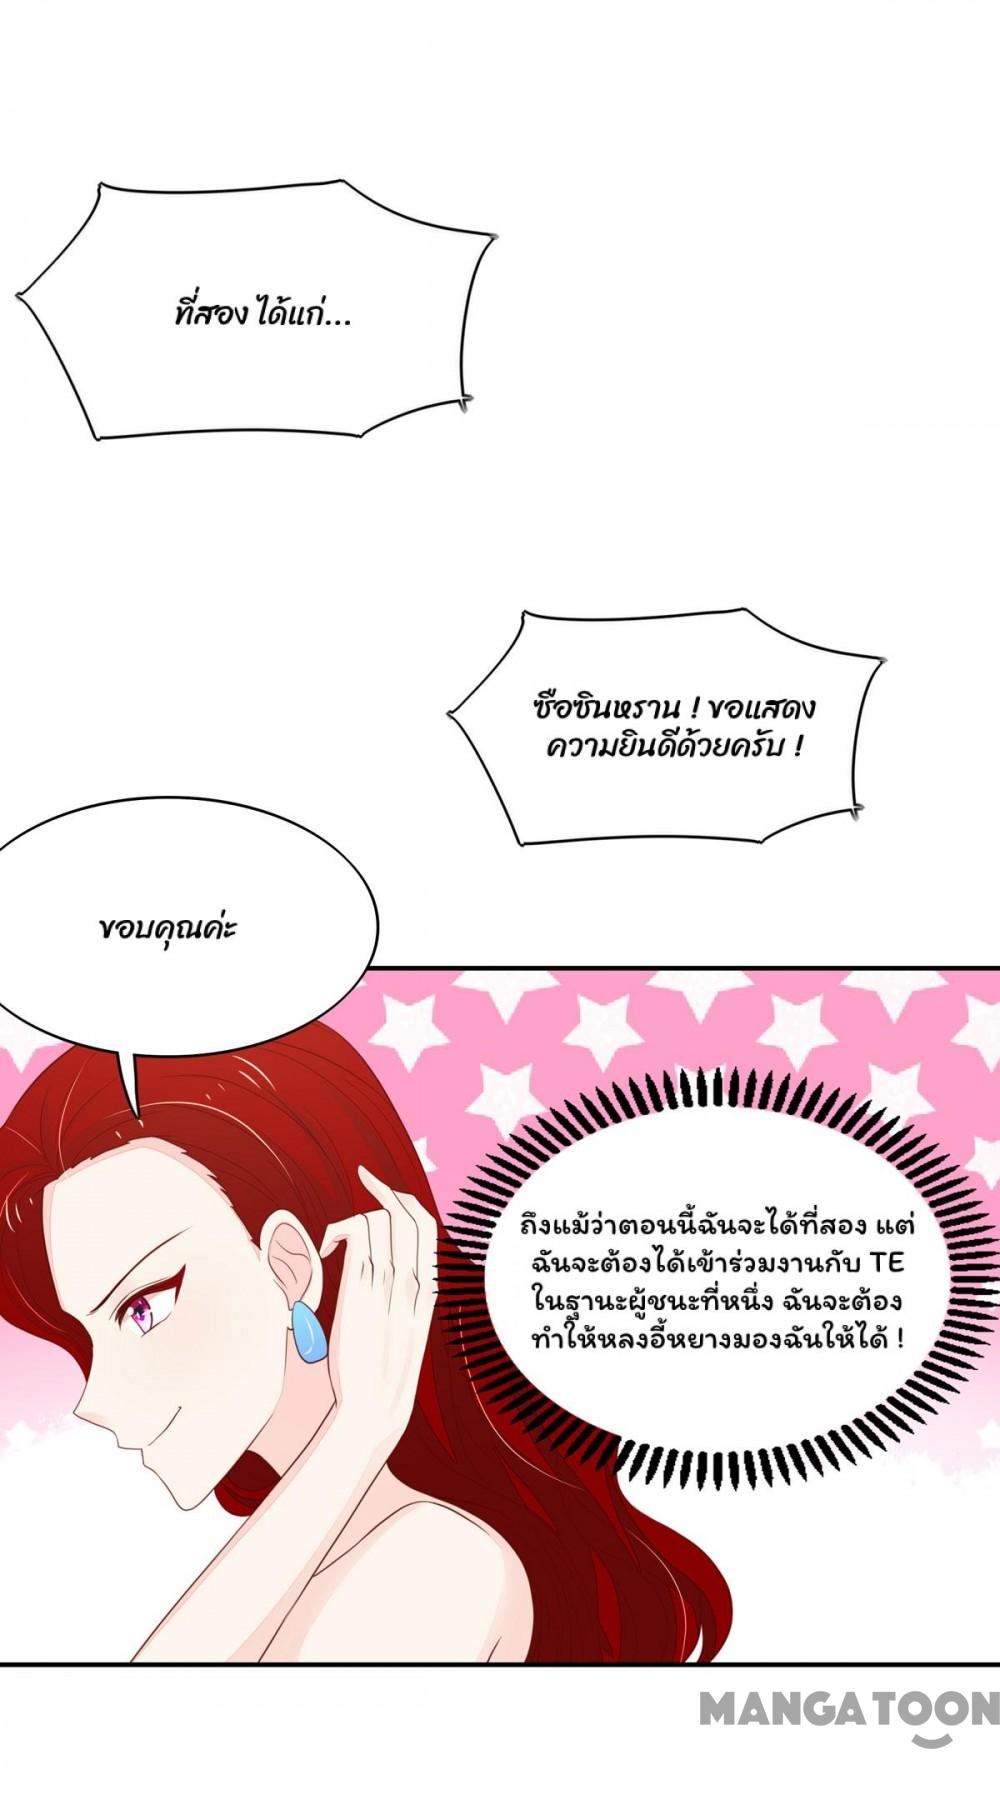 ที่สอง ได้แก่...
ซือซินหราน ! ขอแสดง
ความยินดีด้วยครับ !
ขอบคุณค่ะ
ถึงแม้ว่าตอนนี้ฉันจะได้ที่สอง แต่
ฉันจะต้องได้เข้าร่วมงานกับ TE
ในฐานะผู้ชนะที่หนึ่ง ฉันจะต้อง
ทำให้หลงอี้หยางมองฉันให้ได้ !
MANGATOON